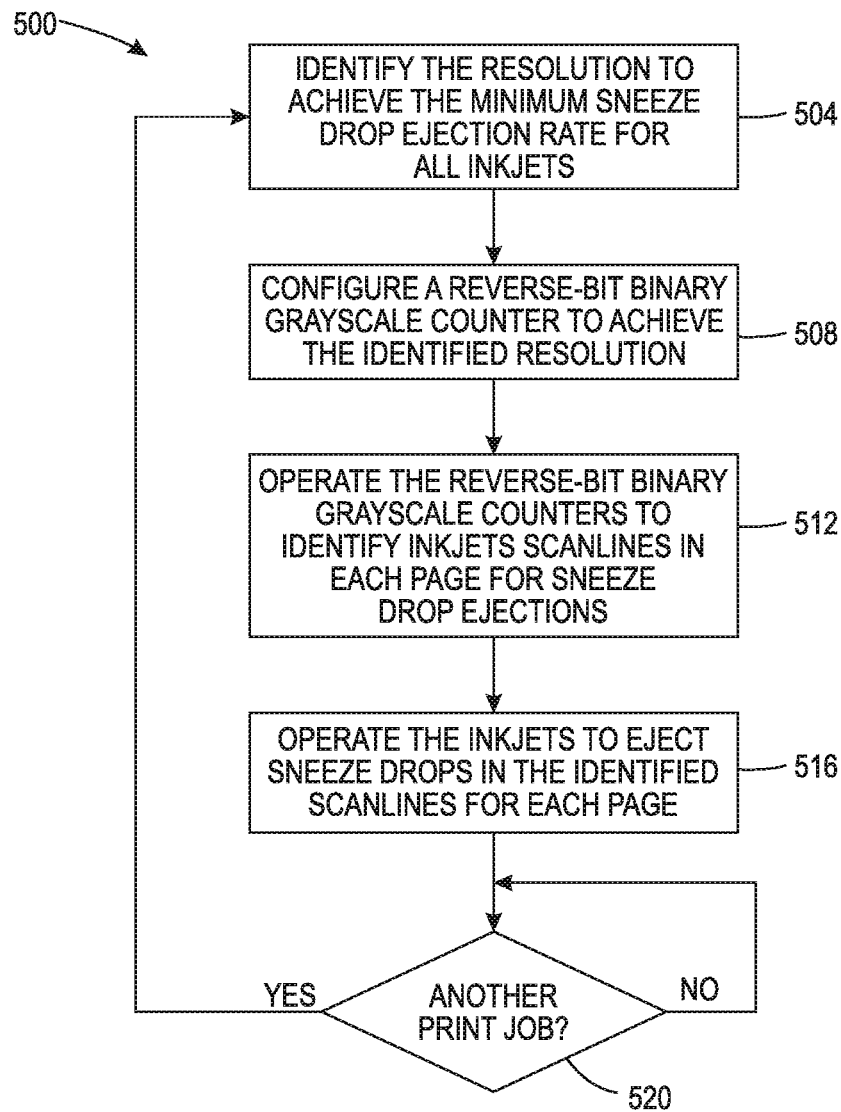 500
IDENTIFY THE RESOLUTION TO
ACHIEVE THE MINIMUM SNEEZE
DROP EJECTION RATE FOR
ALL INKJETS
504
CONFIGURE A REVERSE-BIT BINARY
GRAYSCALE COUNTER TO ACHIEVE
THE IDENTIFIED RESOLUTION
508
OPERATE THE REVERSE-BIT BINARY
GRAYSCALE COUNTERS TO
IDENTIFY INKJETS SCANLINES IN
EACH PAGE FOR SNEEZE
DROP EJECTIONS
512
OPERATE THE INKJETS TO EJECT
SNEEZE DROPS IN THE IDENTIFIED
SCANLINES FOR EACH PAGE
516
YES
ANOTHER
PRINT JOB?
NO
520